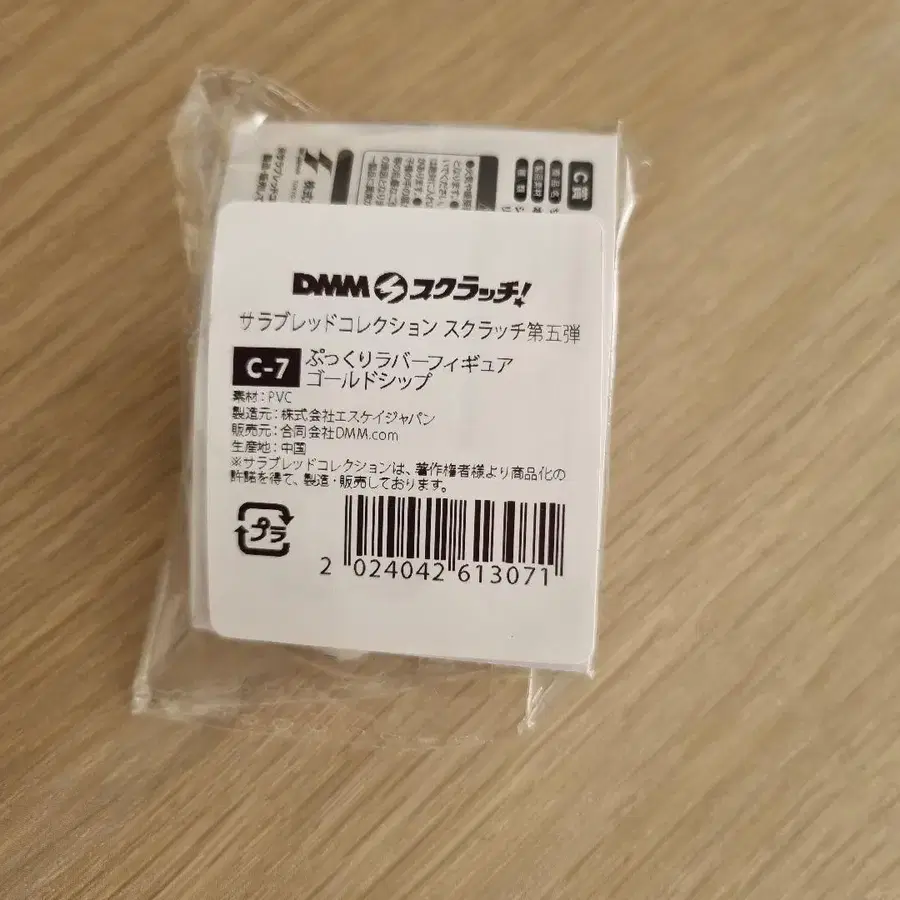 C賞
DMMスクラッチ!
サラブレッドコレクション スクラッチ第五弾
C-7 ぷっくりラバーフィギュア
ゴールドシップ
素材:PVC
製造元:株式会社エスケイジャパン
販売元:合同会社DMM.com
生産地:中国
※サラブレッドコレクションは、著作権者様より商品化の
許諾を得て、製造・販売しております。
プラ
2 024042 613071